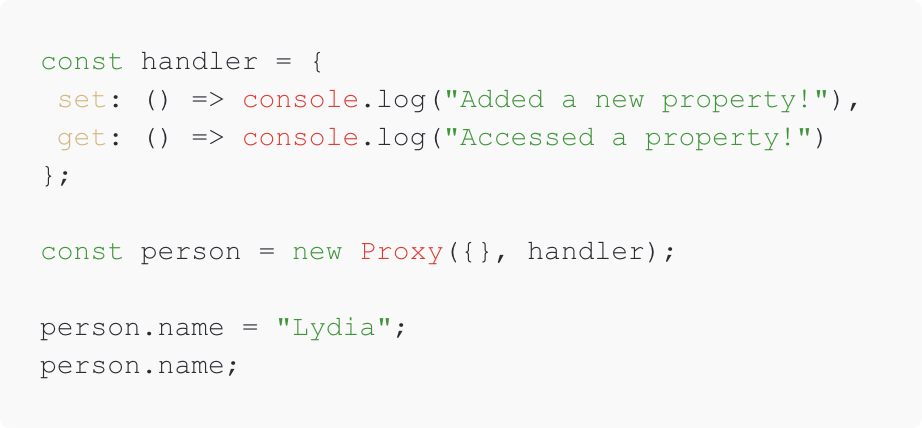 const handler = {
 set: () => console.log("Added a new property!"),
 get: () => console.log("Accessed a property!")
};

const person = new Proxy({}, handler);

person.name = "Lydia";
person.name;